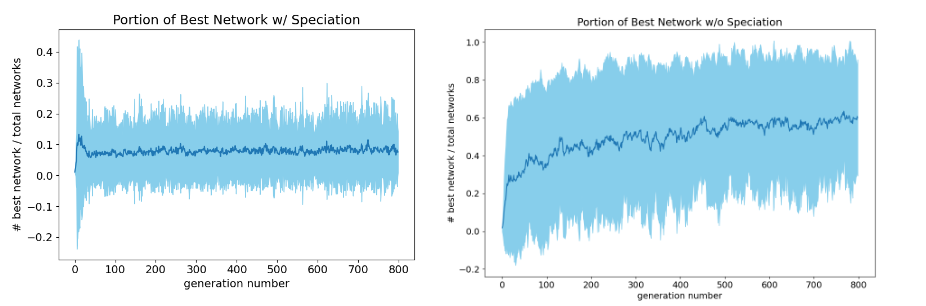 Portion of Best Network w/ Speciation
# best network / total networks
0.4
0.3
0.2
0.1
0.0
−0.1
−0.2
0 100 200 300 400 500 600 700 800
generation number
Portion of Best Network w/o Speciation
# best network / total networks
1.0
0.8
0.6
0.4
0.2
0.0
−0.2
0 100 200 300 400 500 600 700 800
generation number